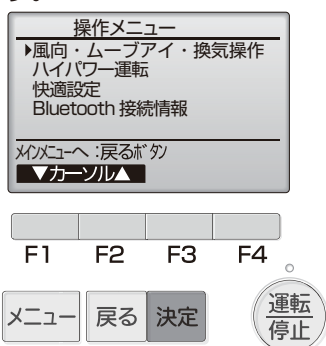 操作メニュー
▶風向・ムーブアイ・換気操作
ハイパワー運転
快適設定
Bluetooth 接続情報
メインメニューへ：戻るボタン
▼カーソル▲
F1 F2 F3 F4
メニュー 戻る 決定 運転
停止